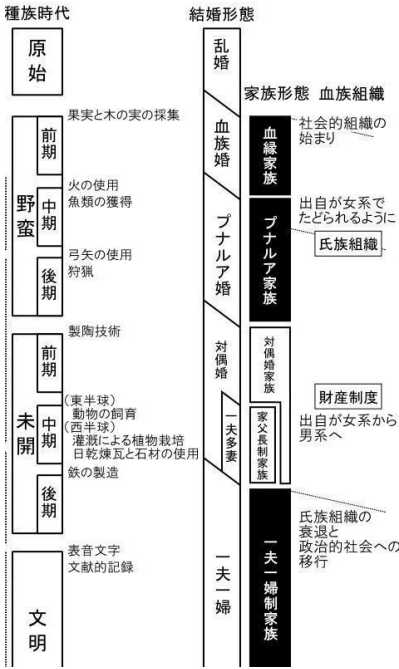 種族時代
結婚形態
家族形態 血族組織
原始
野蛮
前期
中期
後期
未開
前期
中期
後期
文明
果実と木の実の採集
火の使用
魚類の獲得
弓矢の使用
狩猟
製陶技術
(東半球)
動物の飼育
(西半球)
灌漑による植物栽培
日乾煉瓦と石材の使用
鉄の製造
表音文字
文献的記録
乱婚
血族婚
プナルア婚
対偶婚
一夫多妻
一夫一婦
血縁家族
プナルア家族
対偶婚家族
家父長制家族
一夫一婦制家族
社会的組織の
始まり
出自が女系で
たどられるように
氏族組織
財産制度
出自が女系から
男系へ
氏族組織の
衰退と
政治的社会への
移行